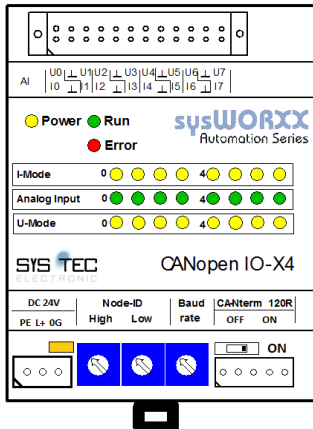 U0 U1 U2 U3 U4 U5 U6 U7
AI I0 I1 I2 I3 I4 I5 I6 I7
Power Run
sysWORXX
Automation Series
Error
I-Mode 0 4
Analog Input 0 4
U-Mode 0 4
SYS TEC
ELECTRONIC
CANopen IO-X4
DC 24V Node-ID Baud CANterm 120R
PE L+ 0G High Low rate OFF ON
ON